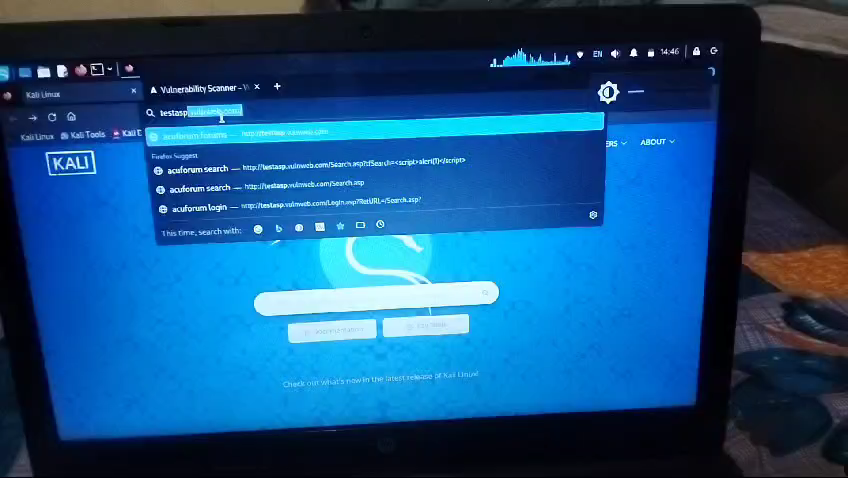 EN 14:46
Kali Linux
Vulnerability Scanner -
testasp.vulnweb.com/
Kali Linux Kali Tools Kali
acuforum forums — http://testasp.vulnweb.com
Firefox Suggest
acuforum search — http://testasp.vulnweb.com/Search.asp?tfSearch=<script>alert(1)</script>
acuforum search — http://testasp.vulnweb.com/Search.asp
acuforum login — http://testasp.vulnweb.com/Login.asp?RetURL=/Search.asp?
This time, search with:
KALI
ERS ABOUT
Check out what's new in the latest release of Kali Linux!